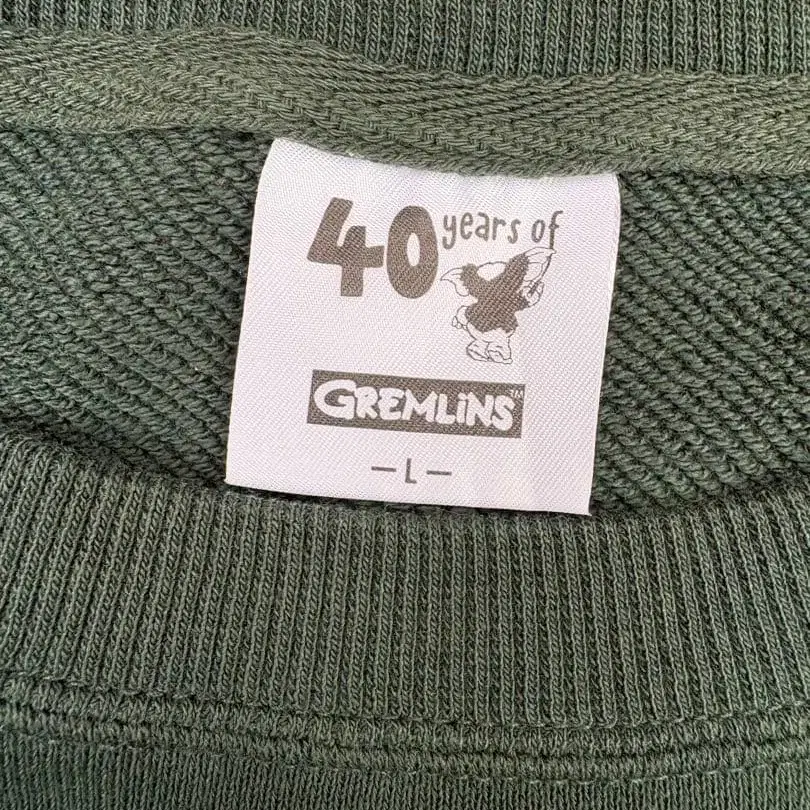 40 years of
GREMLiNS™
— L —